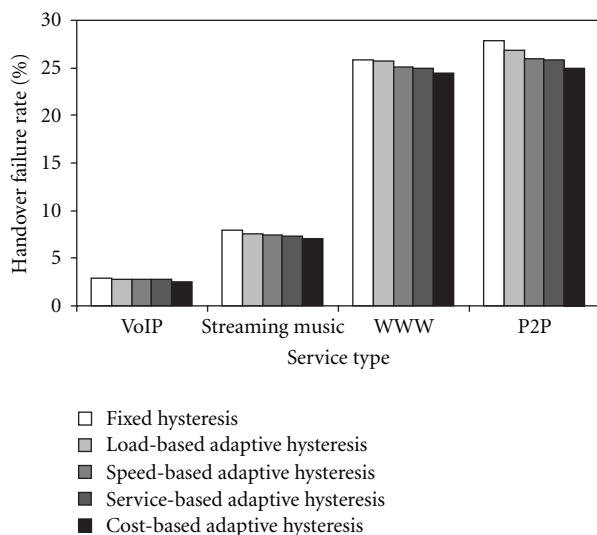 30
25
20
15
10
5
0
Handover failure rate (%)
VoIP Streaming music WWW P2P
Service type
Fixed hysteresis
Load-based adaptive hysteresis
Speed-based adaptive hysteresis
Service-based adaptive hysteresis
Cost-based adaptive hysteresis